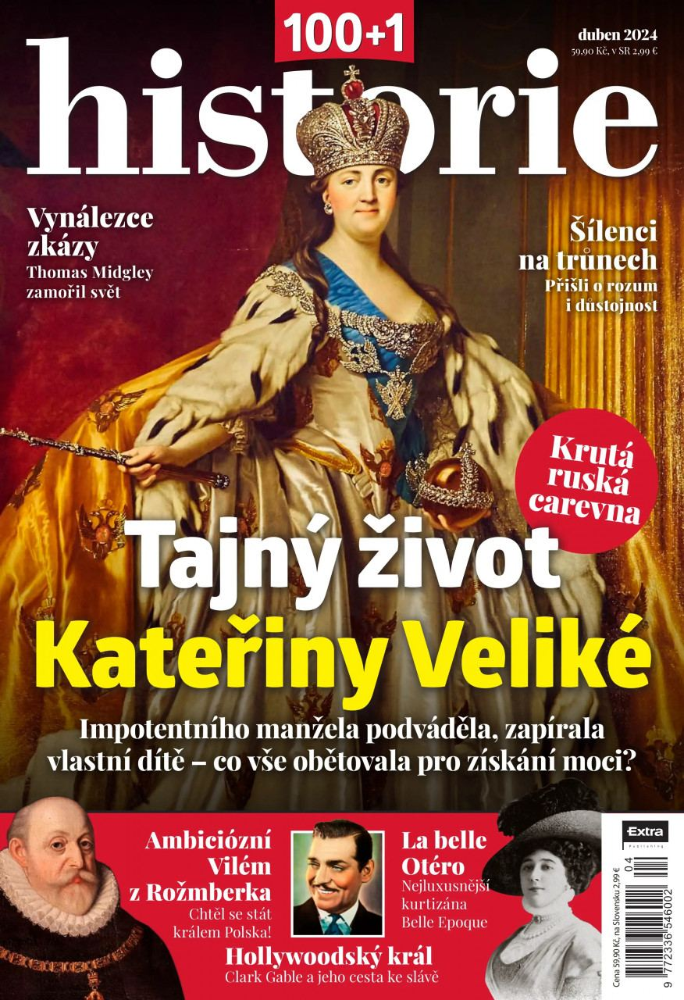 100+1
historie
duben 2024
59,90 Kč, v SR 2,99 €
Vynálezce
zkázy
Thomas Midgley
zamořil svět
Šílenci
na trůnech
Přišli o rozum
i důstojnost
Krutá
ruská
carevna
Tajný život
Kateřiny Veliké
Impotentního manžela podváděla, zapírala
vlastní dítě – co vše obětovala pro získání moci?
Ambiciózní
Vilém
z Rožmberka
Chtěl se stát
králem Polska!
Hollywoodský král
Clark Gable a jeho cesta ke slávě
La belle
Otéro
Nejluxusnější
kurtizána
Belle Epoque
Extra
Publishing
Cena 59,90 Kč, na Slovensku 2,99 €
04
9 772336 546002